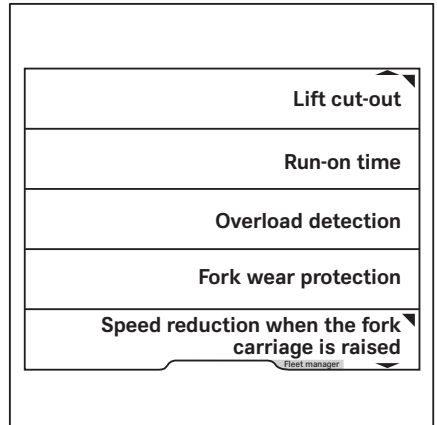 Lift cut-out
Run-on time
Overload detection
Fork wear protection
Speed reduction when the fork
carriage is raised
Fleet manager